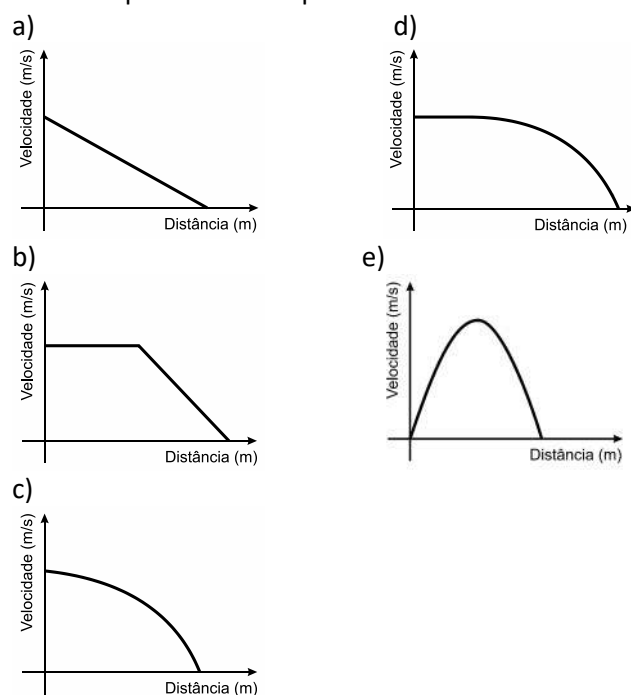 a)
Velocidade (m/s)
Distância (m)
b)
Velocidade (m/s)
Distância (m)
c)
Velocidade (m/s)
Distância (m)
d)
Velocidade (m/s)
Distância (m)
e)
Velocidade (m/s)
Distância (m)